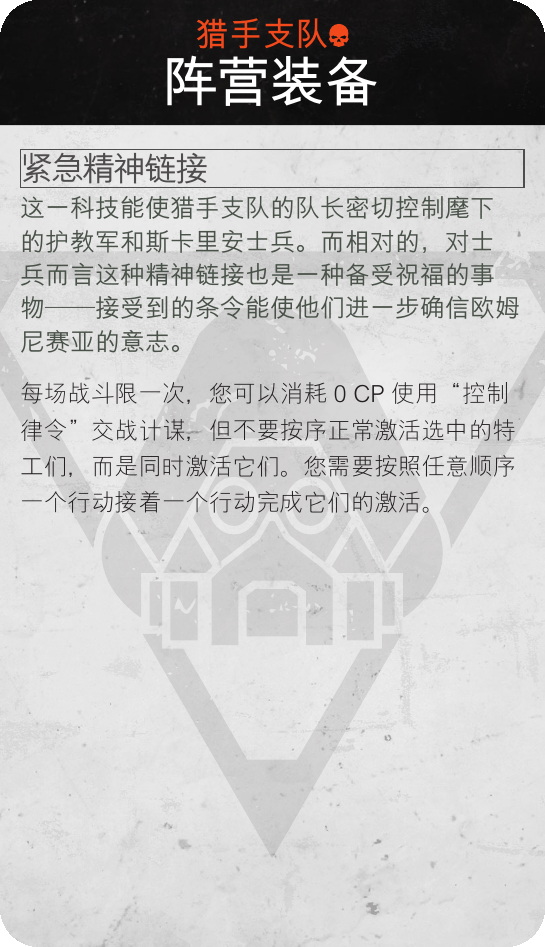 猎手支队
阵营装备
紧急精神链接
这一科技能使猎手支队的队长密切控制麾下
的护教军和斯卡里安士兵。而相对的，对士
兵而言这种精神链接也是一种备受祝福的事
物——接受到的条令能使他们进一步确信欧姆
尼赛亚的意志。
每场战斗限一次，您可以消耗 0 CP 使用“控制
律令”交战计谋，但不要按序正常激活选中的特
工们，而是同时激活它们。您需要按照任意顺序
一个行动接着一个行动完成它们的激活。